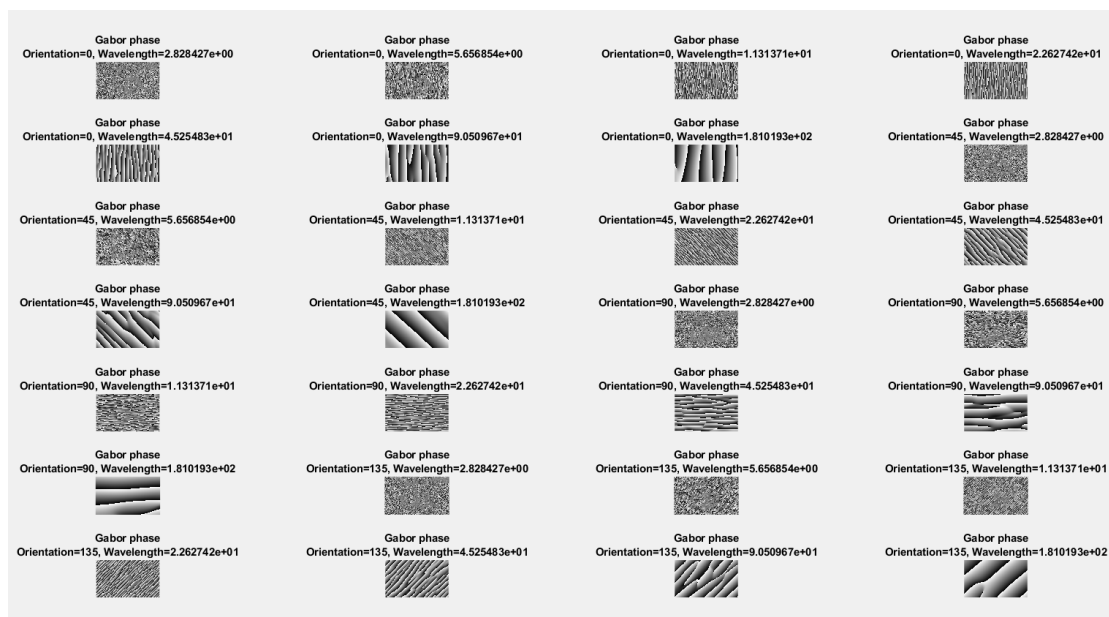 Gabor phase
Orientation=0, Wavelength=2.828427e+00
Gabor phase
Orientation=0, Wavelength=5.656854e+00
Gabor phase
Orientation=0, Wavelength=1.131371e+01
Gabor phase
Orientation=0, Wavelength=2.262742e+01
Gabor phase
Orientation=0, Wavelength=4.525483e+01
Gabor phase
Orientation=0, Wavelength=9.050967e+01
Gabor phase
Orientation=0, Wavelength=1.810193e+02
Gabor phase
Orientation=45, Wavelength=2.828427e+00
Gabor phase
Orientation=45, Wavelength=5.656854e+00
Gabor phase
Orientation=45, Wavelength=1.131371e+01
Gabor phase
Orientation=45, Wavelength=2.262742e+01
Gabor phase
Orientation=45, Wavelength=4.525483e+01
Gabor phase
Orientation=45, Wavelength=9.050967e+01
Gabor phase
Orientation=45, Wavelength=1.810193e+02
Gabor phase
Orientation=90, Wavelength=2.828427e+00
Gabor phase
Orientation=90, Wavelength=5.656854e+00
Gabor phase
Orientation=90, Wavelength=1.131371e+01
Gabor phase
Orientation=90, Wavelength=2.262742e+01
Gabor phase
Orientation=90, Wavelength=4.525483e+01
Gabor phase
Orientation=90, Wavelength=9.050967e+01
Gabor phase
Orientation=90, Wavelength=1.810193e+02
Gabor phase
Orientation=135, Wavelength=2.828427e+00
Gabor phase
Orientation=135, Wavelength=5.656854e+00
Gabor phase
Orientation=135, Wavelength=1.131371e+01
Gabor phase
Orientation=135, Wavelength=2.262742e+01
Gabor phase
Orientation=135, Wavelength=4.525483e+01
Gabor phase
Orientation=135, Wavelength=9.050967e+01
Gabor phase
Orientation=135, Wavelength=1.810193e+02